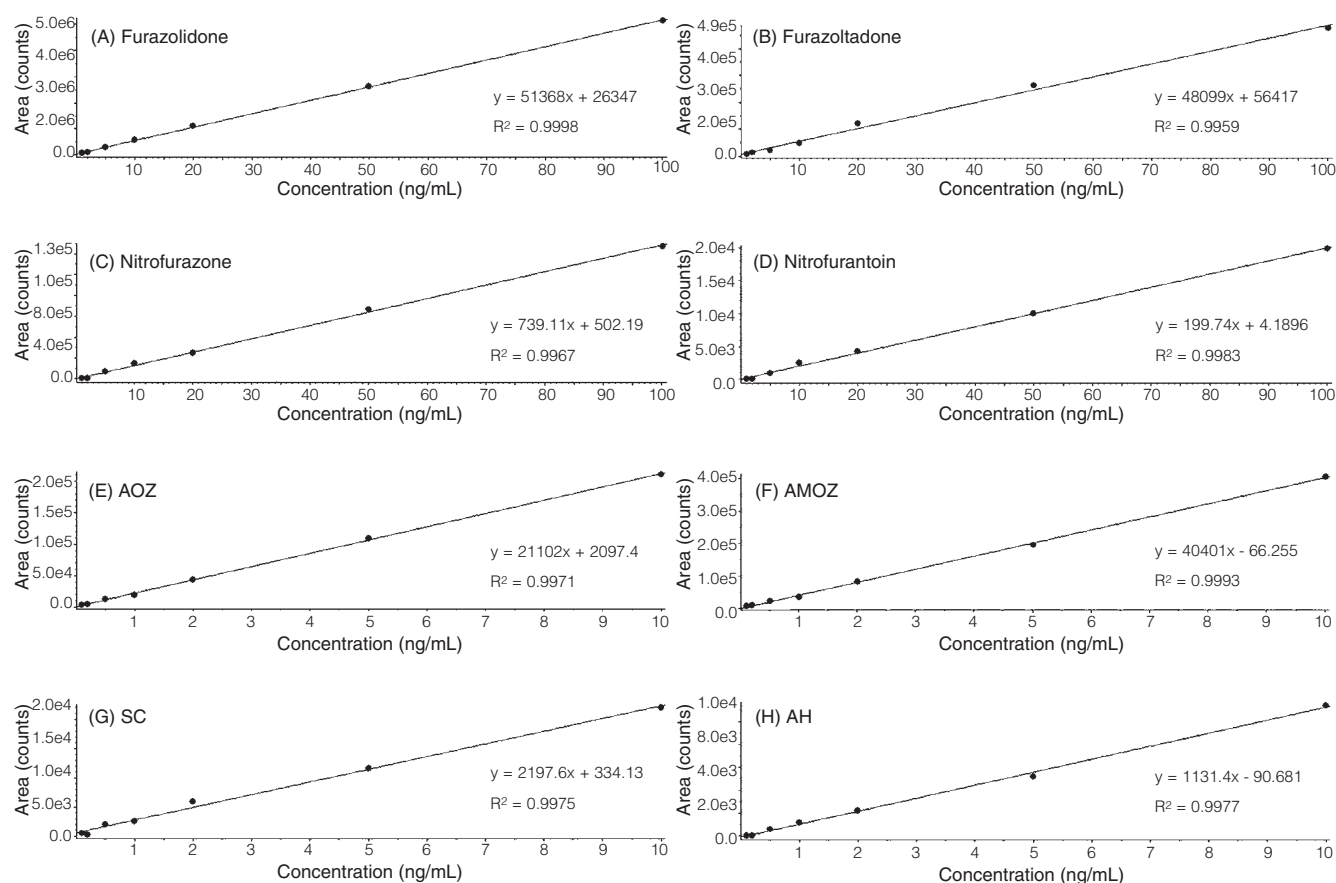 (A) Furazolidone
Area (counts)
5.0e6
4.0e6
3.0e6
2.0e6
0.0
y = 51368x + 26347
R² = 0.9998
10 20 30 40 50 60 70 80 90 100
Concentration (ng/mL)
(B) Furazoltadone
Area (counts)
4.9e5
3.0e5
2.0e5
0.0
y = 48099x + 56417
R² = 0.9959
10 20 30 40 50 60 70 80 90 100
Concentration (ng/mL)
(C) Nitrofurazone
Area (counts)
1.3e5
1.0e5
8.0e5
4.0e5
0.0
y = 739.11x + 502.19
R² = 0.9967
10 20 30 40 50 60 70 80 90 100
Concentration (ng/mL)
(D) Nitrofurantoin
Area (counts)
2.0e4
1.0e4
5.0e3
0.0
y = 199.74x + 4.1896
R² = 0.9983
10 20 30 40 50 60 70 80 90 100
Concentration (ng/mL)
(E) AOZ
Area (counts)
2.0e5
1.0e5
5.0e4
0.0
y = 21102x + 2097.4
R² = 0.9971
1 2 3 4 5 6 7 8 9 10
Concentration (ng/mL)
(F) AMOZ
Area (counts)
4.0e5
2.0e5
1.0e5
0.0
y = 40401x - 66.255
R² = 0.9993
1 2 3 4 5 6 7 8 9 10
Concentration (ng/mL)
(G) SC
Area (counts)
2.0e4
1.0e4
5.0e3
0.0
y = 2197.6x + 334.13
R² = 0.9975
1 2 3 4 5 6 7 8 9 10
Concentration (ng/mL)
(H) AH
Area (counts)
1.0e4
8.0e3
4.0e3
2.0e3
0.0
y = 1131.4x - 90.681
R² = 0.9977
1 2 3 4 5 6 7 8 9 10
Concentration (ng/mL)